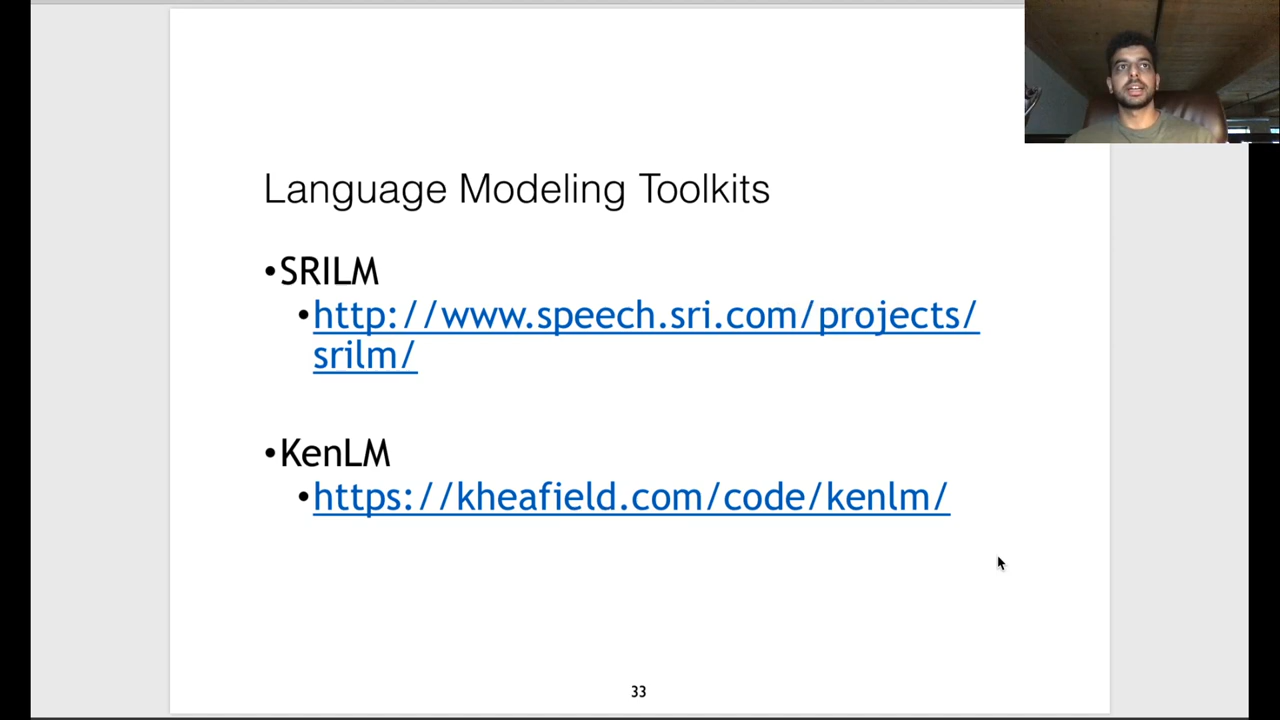 Language Modeling Toolkits
•SRILM
•http://www.speech.sri.com/projects/
srilm/
•KenLM
•https://kheafield.com/code/kenlm/
33